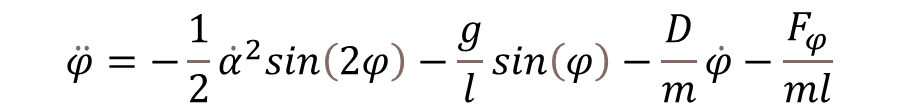 φ̈ = − 1/2 α̇² sin(2φ) − g/l sin(φ) − D/m φ̇ − F_φ/ml